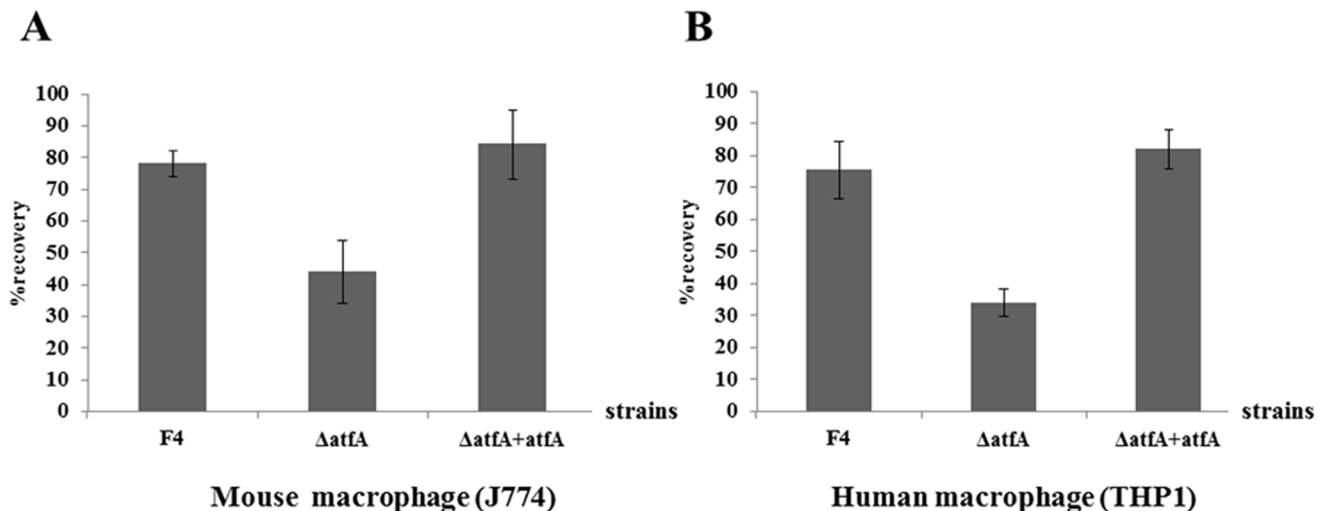 A
%recovery
100
90
80
70
60
50
40
30
20
10
0
F4
ΔatfA
ΔatfA+atfA
strains
Mouse macrophage (J774)
B
%recovery
100
90
80
70
60
50
40
30
20
10
0
F4
ΔatfA
ΔatfA+atfA
strains
Human macrophage (THP1)